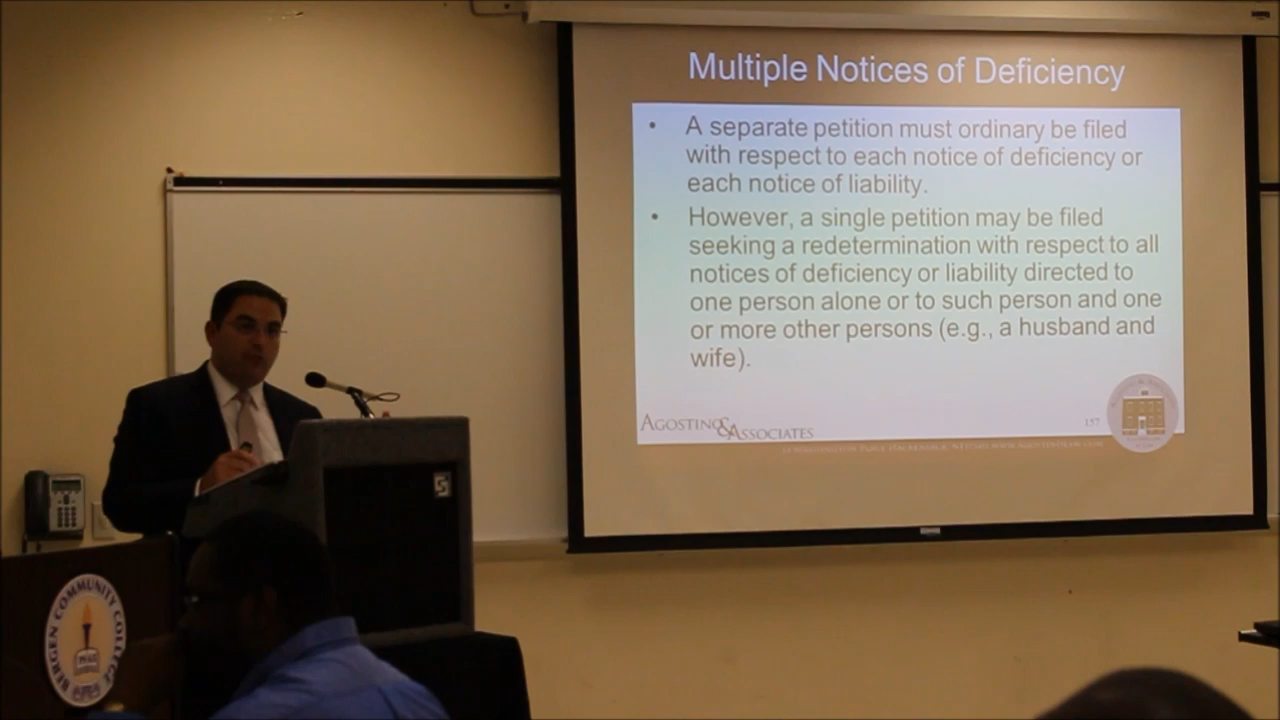 Multiple Notices of Deficiency
• A separate petition must ordinary be filed
with respect to each notice of deficiency or
each notice of liability.
• However, a single petition may be filed
seeking a redetermination with respect to all
notices of deficiency or liability directed to
one person alone or to such person and one
or more other persons (e.g., a husband and
wife).
AGOSTINO & ASSOCIATES
157
BERGEN COMMUNITY COLLEGE